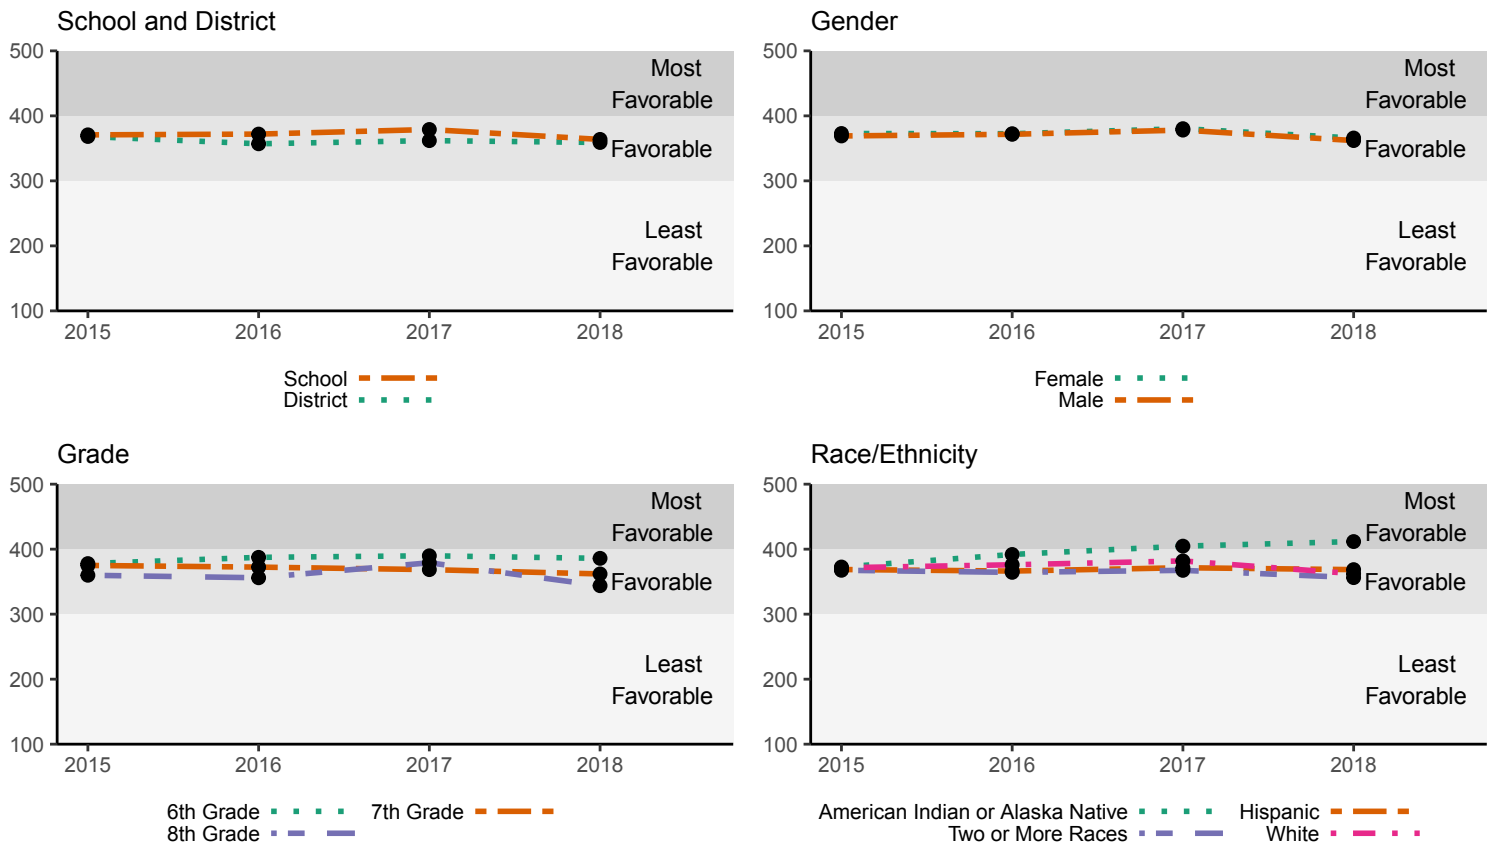 School and District
500
400
300
200
100
Most
Favorable
Favorable
Least
Favorable
2015 2016 2017 2018
School
District
Gender
500
400
300
200
100
Most
Favorable
Favorable
Least
Favorable
2015 2016 2017 2018
Female
Male
Grade
500
400
300
200
100
Most
Favorable
Favorable
Least
Favorable
2015 2016 2017 2018
6th Grade 7th Grade
8th Grade
Race/Ethnicity
500
400
300
200
100
Most
Favorable
Favorable
Least
Favorable
2015 2016 2017 2018
American Indian or Alaska Native Hispanic
Two or More Races White